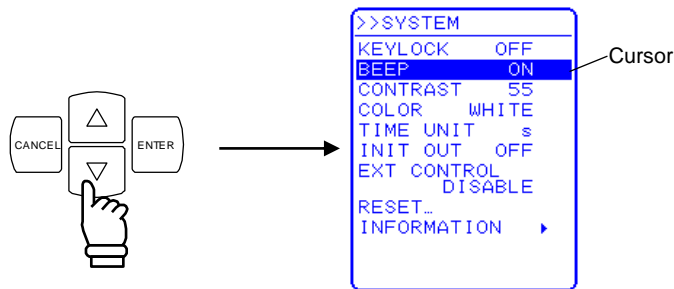 CANCEL
ENTER
>>SYSTEM
KEYLOCK OFF
BEEP ON
CONTRAST 55
COLOR WHITE
TIME UNIT s
INIT OUT OFF
EXT CONTROL
DISABLE
RESET…
INFORMATION
Cursor